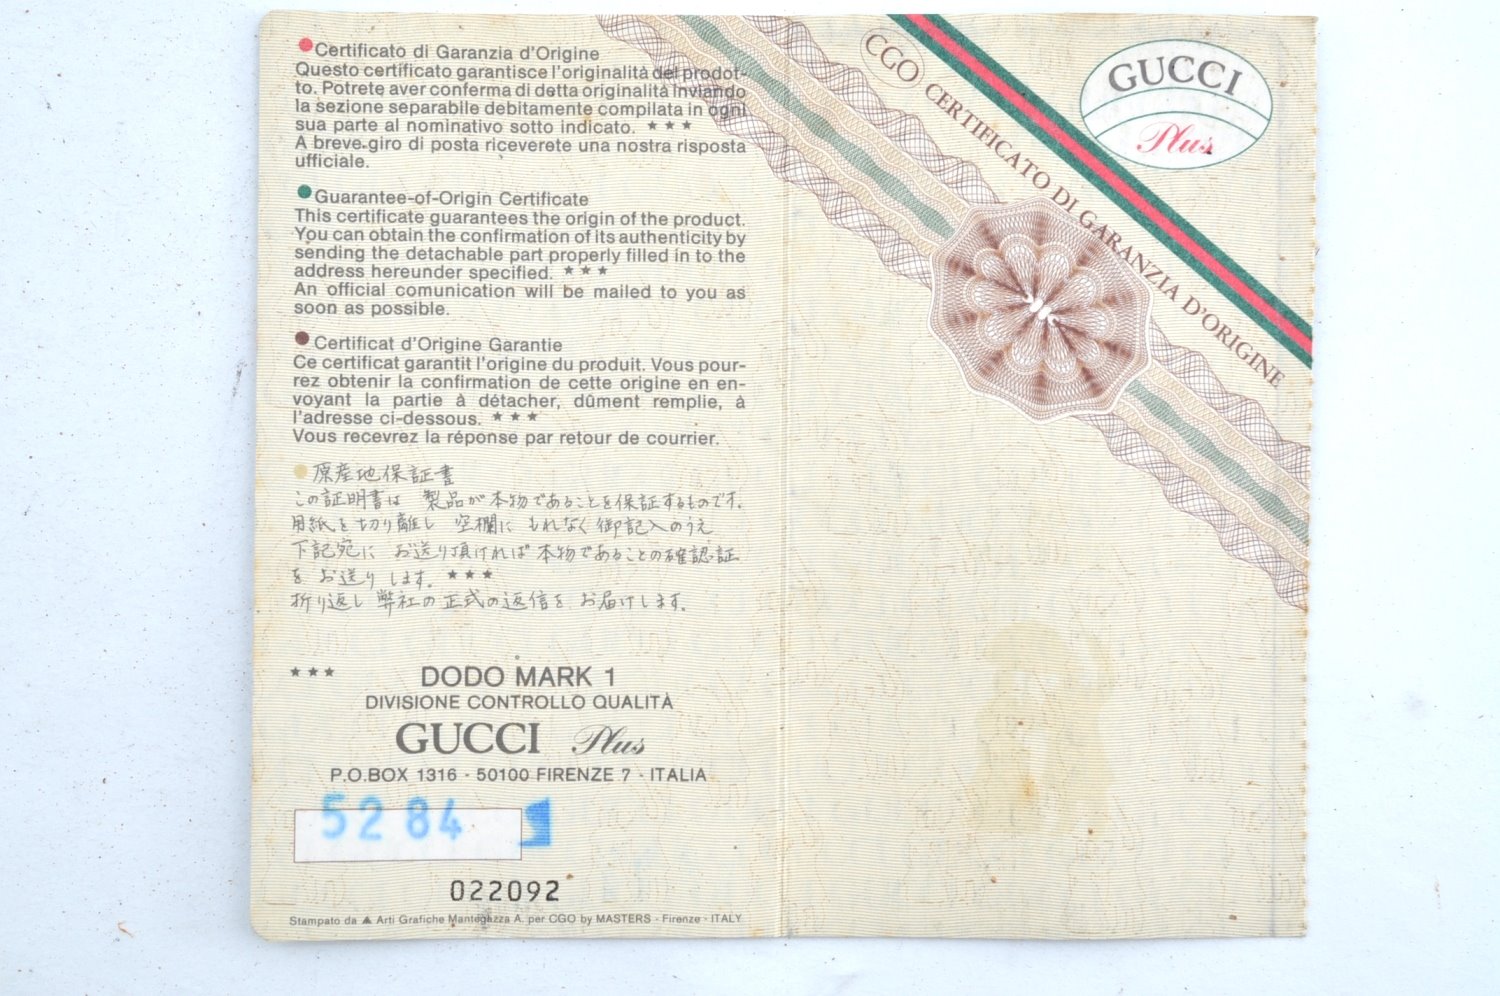 Certificato di Garanzia d'Origine
Questo certificato garantisce l'originalità del prodot-
to. Potrete aver conferma di detta originalità inviando
la sezione separabile debitamente compilata in ogni
sua parte al nominativo sotto indicato. ★ ★ ★
A breve giro di posta riceverete una nostra risposta
ufficiale.
Guarantee-of-Origin Certificate
This certificate guarantees the origin of the product.
You can obtain the confirmation of its authenticity by
sending the detachable part properly filled in to the
address hereunder specified. ★ ★ ★
An official comunication will be mailed to you as
soon as possible.
Certificat d'Origine Garantie
Ce certificat garantit l'origine du produit. Vous pour-
rez obtenir la confirmation de cette origine en en-
voyant la partie à détacher, dûment remplie, à
l'adresse ci-dessous. ★ ★ ★
Vous recevrez la réponse par retour de courrier.
原産地保証書
この証明書は 製品が本物であることを保証するものです。
用紙を切り離し 空欄に もれなく御記入のうえ
下記宛に お送り頂ければ本物であることの確認証
を お送り します。★★★
折り返し 弊社の正式の返信を お届けします。
★★★ DODO MARK 1
DIVISIONE CONTROLLO QUALITÀ
GUCCI Plus
P.O.BOX 1316 - 50100 FIRENZE 7 - ITALIA
5284
022092
Stampato da Arti Grafiche Mantegazza A. per CGO by MASTERS - Firenze - ITALY
GUCCI
Plus
CGO CERTIFICATO DI GARANZIA D'ORIGINE